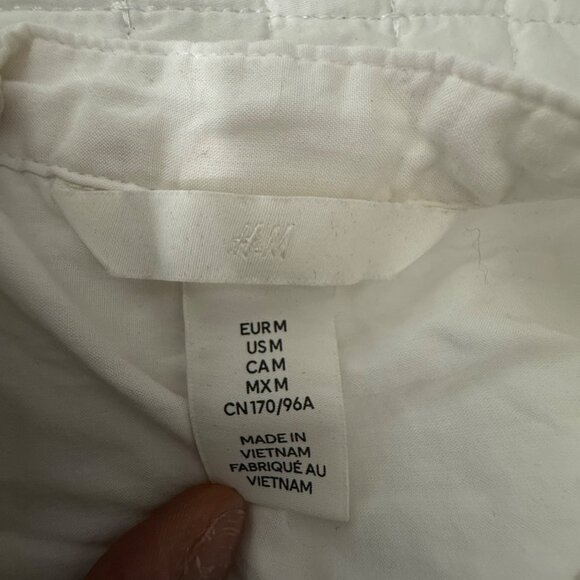 H&M
EUR M
US M
CA M
MX M
CN 170/96A
MADE IN
VIETNAM
FABRIQUÉ AU
VIETNAM